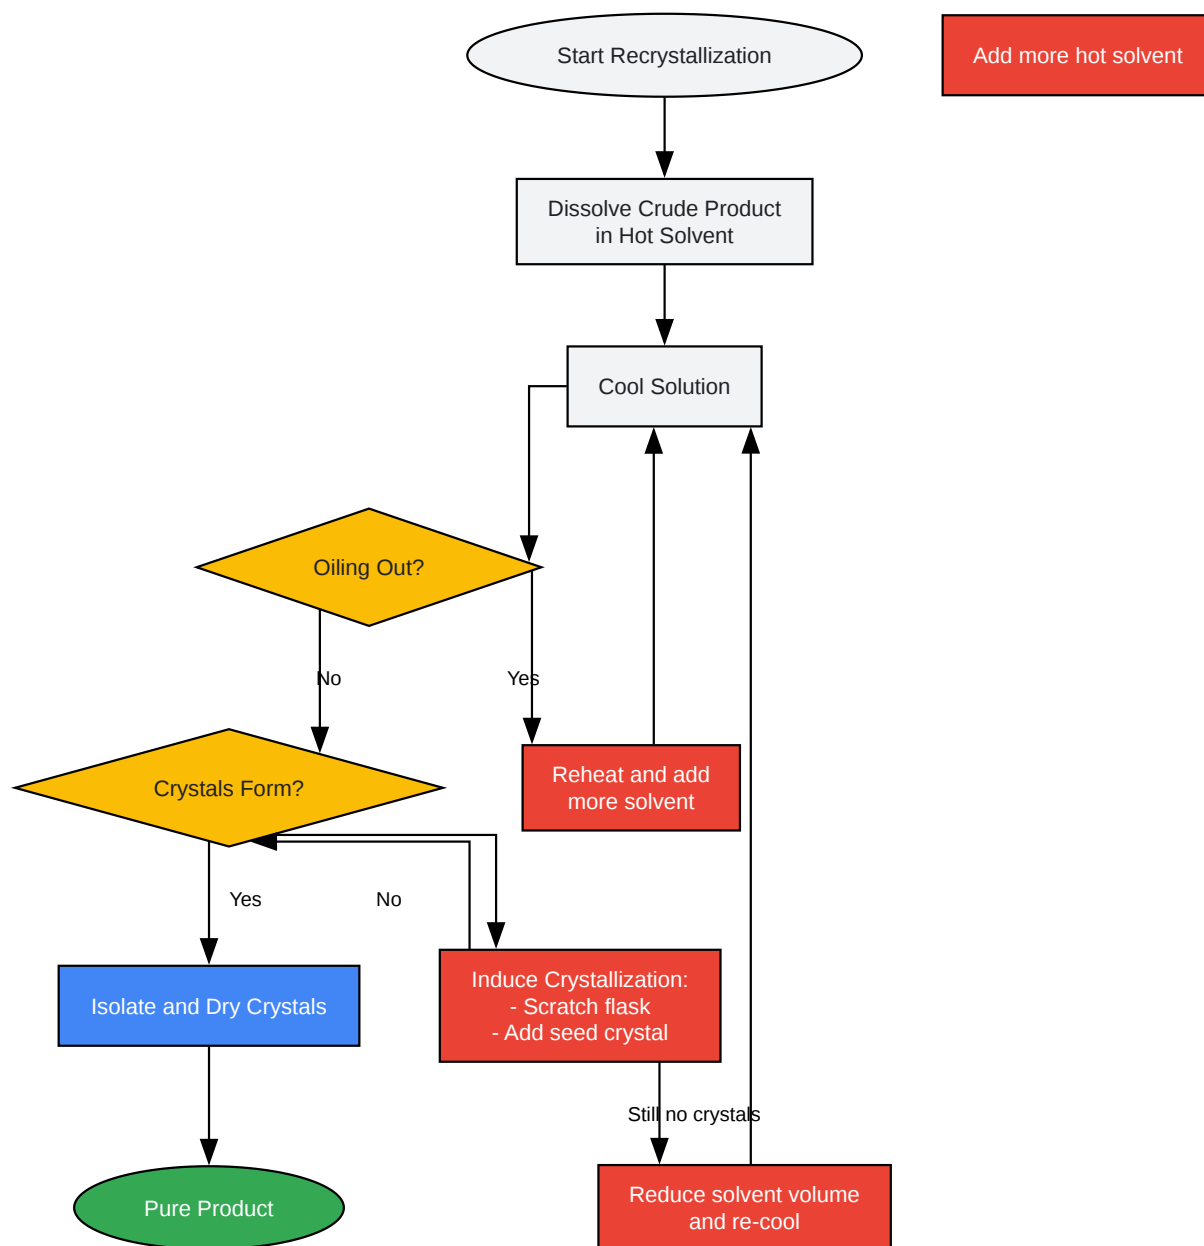 Start Recrystallization
Add more hot solvent
Dissolve Crude Product
in Hot Solvent
Cool Solution
Oiling Out?
No
Yes
Crystals Form?
Reheat and add
more solvent
Yes
No
Isolate and Dry Crystals
Induce Crystallization:
- Scratch flask
- Add seed crystal
Still no crystals
Pure Product
Reduce solvent volume
and re-cool